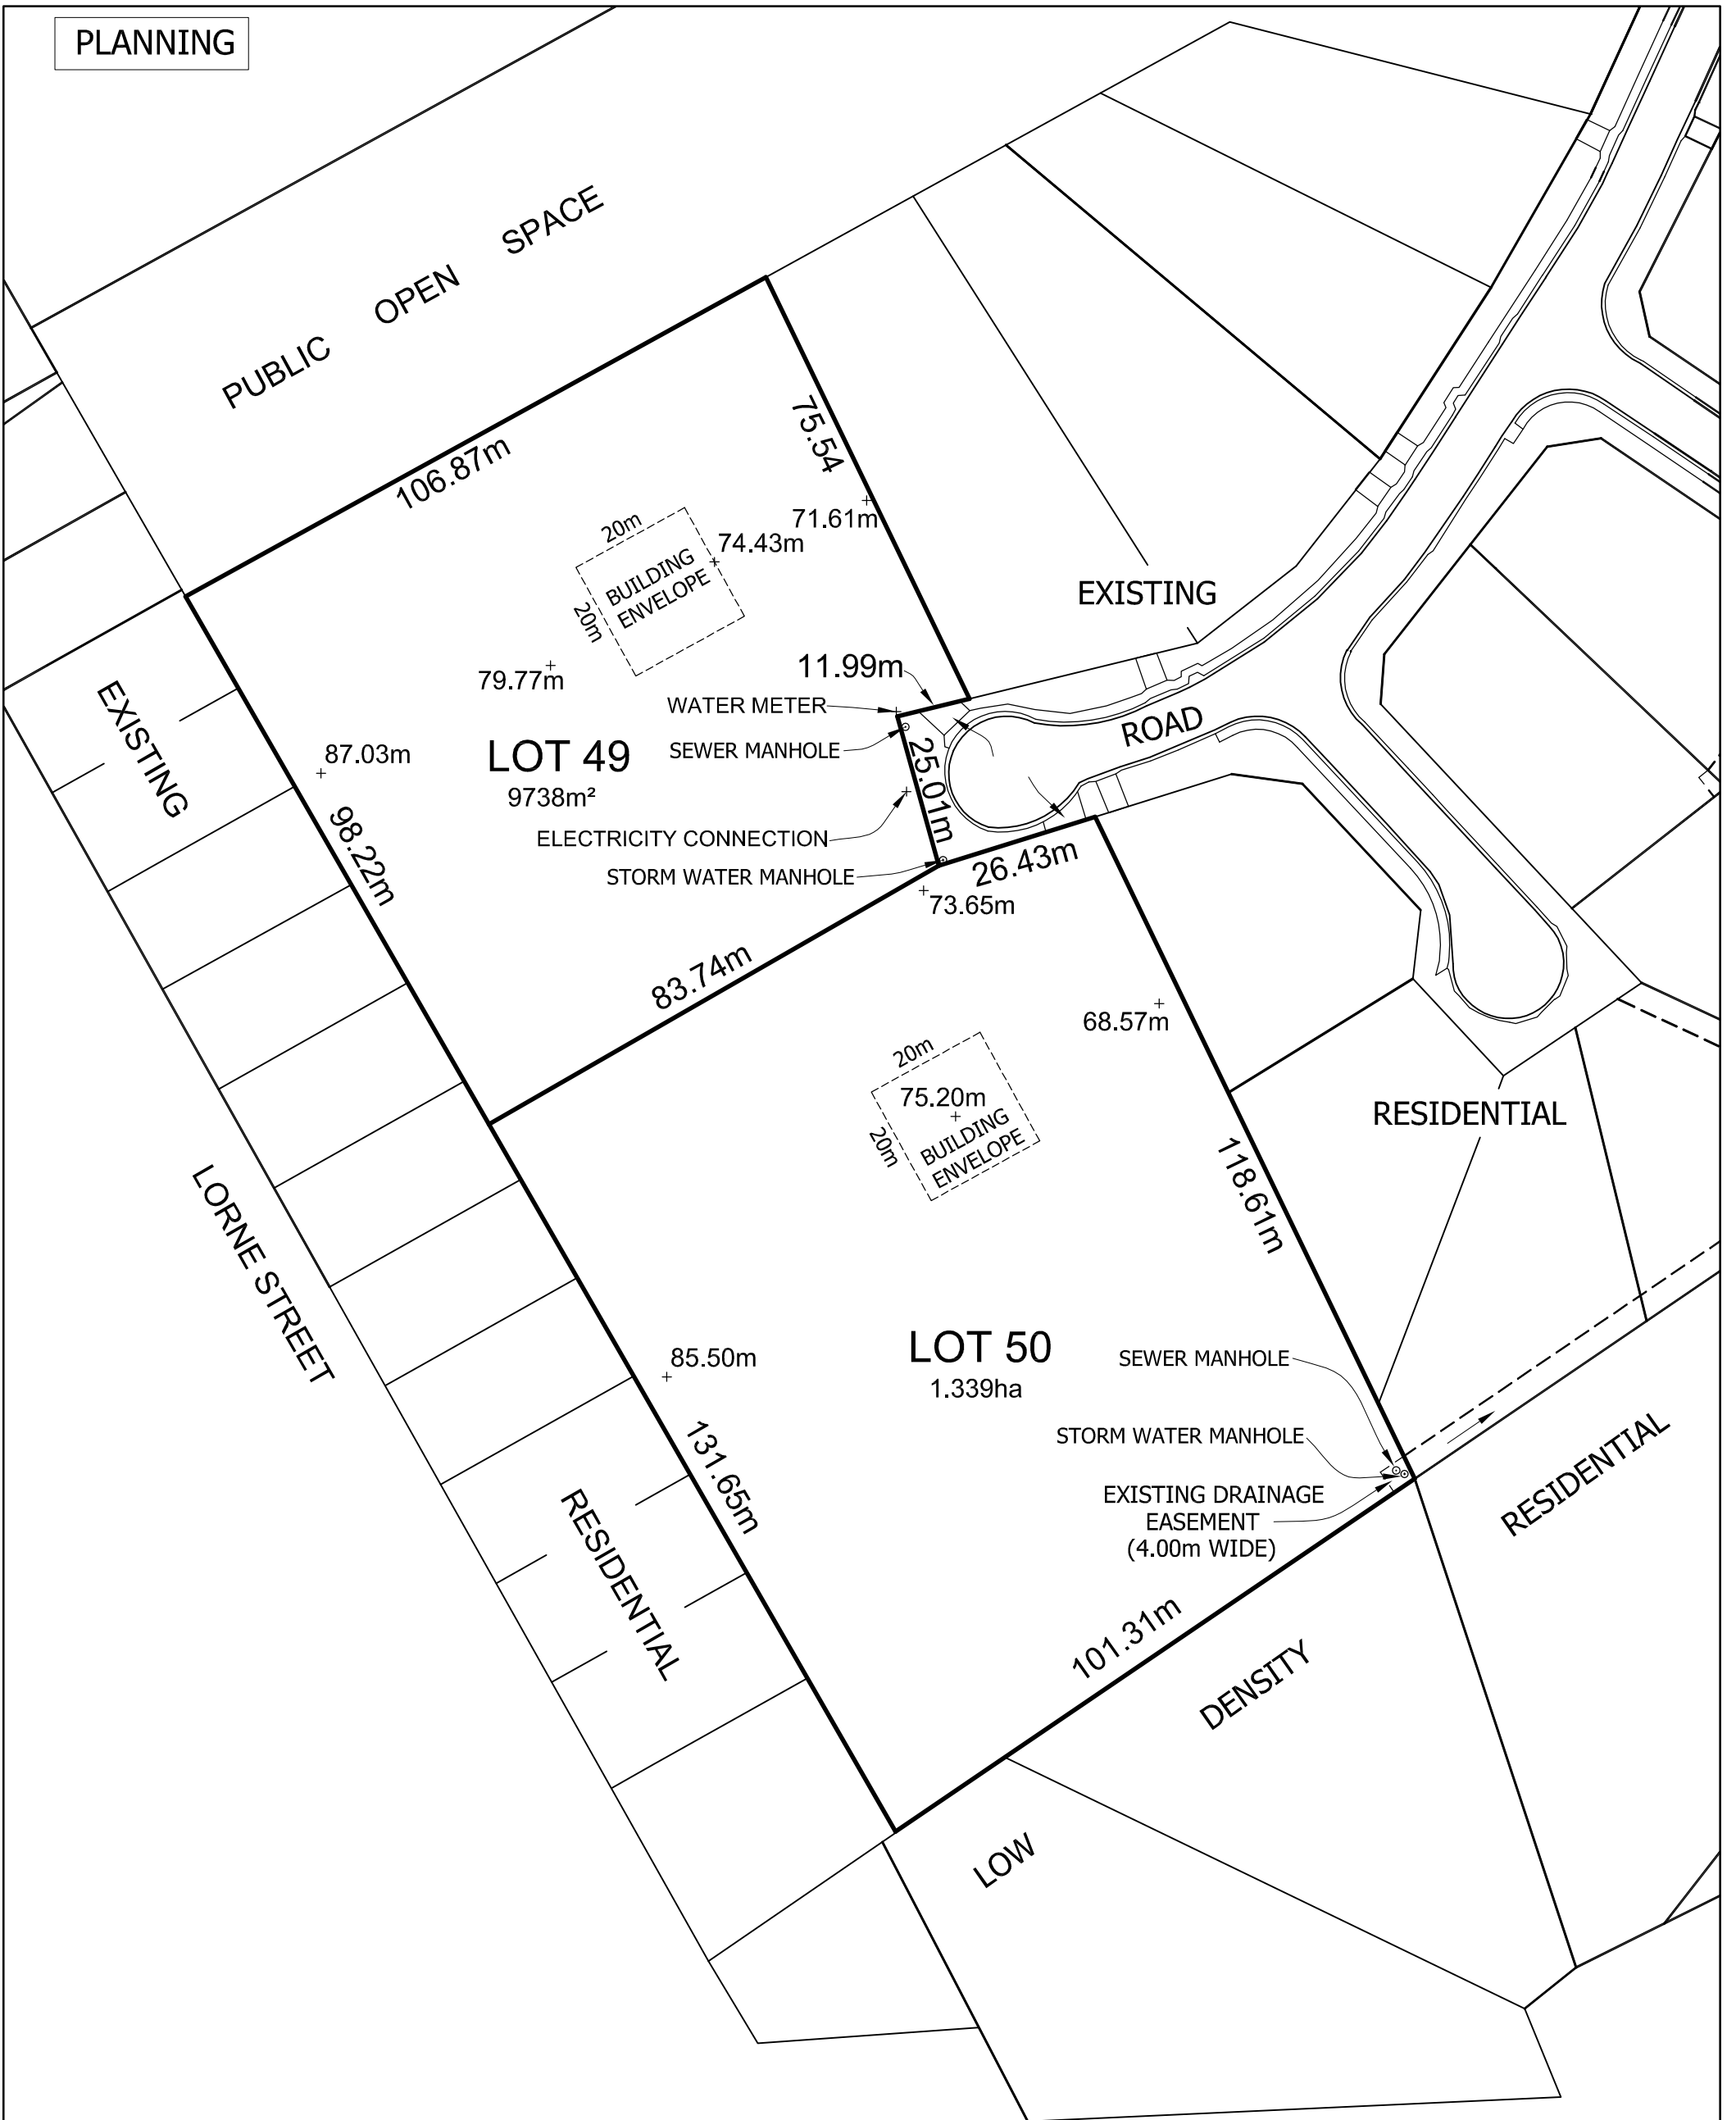 PLANNING
PUBLIC OPEN SPACE
106.87m
75.54
71.61m
74.43m
20m
20m
BUILDING
ENVELOPE
EXISTING
79.77m
11.99m
WATER METER
SEWER MANHOLE
ROAD
EXISTING
87.03m
LOT 49
9738m²
25.01m
ELECTRICITY CONNECTION
STORM WATER MANHOLE
98.22m
26.43m
73.65m
83.74m
68.57m
20m
20m
75.20m
BUILDING
ENVELOPE
RESIDENTIAL
118.61m
LORNE STREET
LOT 50
1.339ha
85.50m
SEWER MANHOLE
STORM WATER MANHOLE
EXISTING DRAINAGE
EASEMENT
(4.00m WIDE)
131.65m
RESIDENTIAL
101.31m
LOW DENSITY RESIDENTIAL